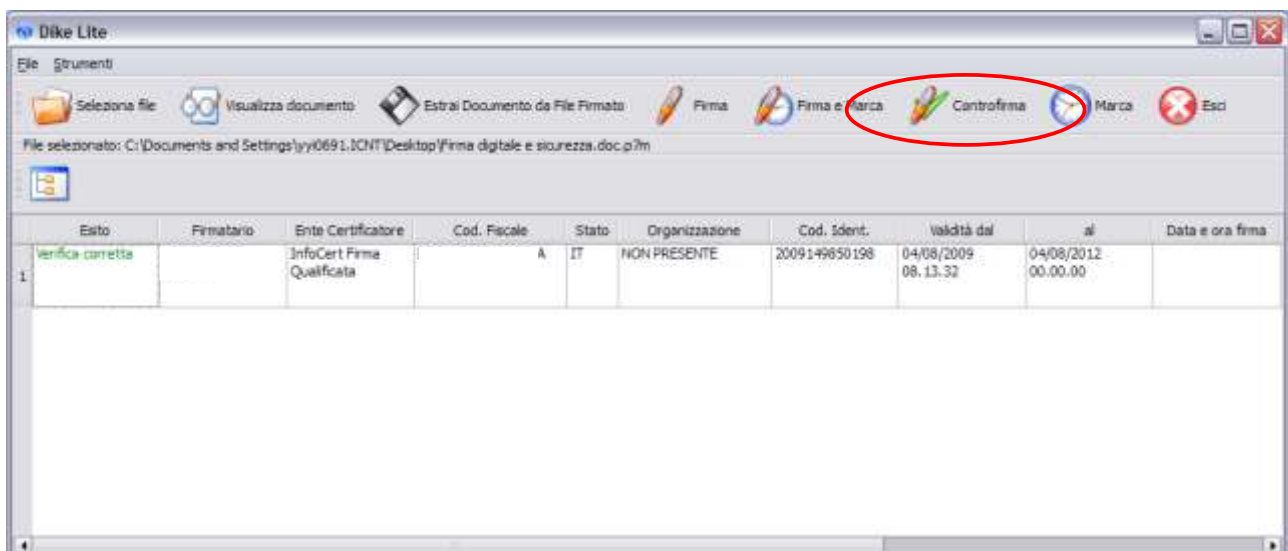 Dike Lite
File Strumenti
Seleziona file Visualizza documento Estrai Documento da File Firmato Firma Firma e Marca Controfirma Marca Esci
File selezionato: C:\Documents and Settings\yyi0691.ICNT\Desktop\Firma digitale e sicurezza.doc.p7m
Esito Firmatario Ente Certificatore Cod. Fiscale Stato Organizzazione Cod. Ident. Validità dal al Data e ora firma
1 Verifica corretta InfoCert Firma A IT NON PRESENTE 2009149850198 04/08/2009 04/08/2012
Qualificata 08.13.32 00.00.00